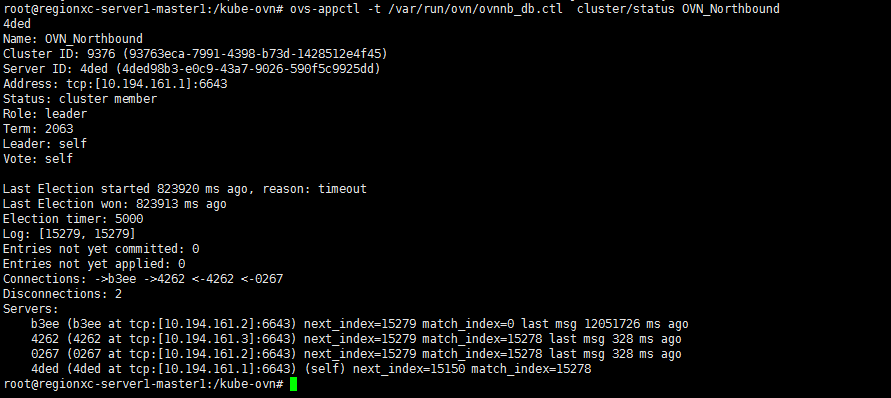 root@regionxc-server1-master1:/kube-ovn# ovs-appctl -t /var/run/ovn/ovnnb_db.ctl  cluster/status OVN_Northbound
4ded
Name: OVN_Northbound
Cluster ID: 9376 (93763eca-7991-4398-b73d-1428512e4f45)
Server ID: 4ded (4ded98b3-e0c9-43a7-9026-590f5c9925dd)
Address: tcp:[10.194.161.1]:6643
Status: cluster member
Role: leader
Term: 2063
Leader: self
Vote: self

Last Election started 823920 ms ago, reason: timeout
Last Election won: 823913 ms ago
Election timer: 5000
Log: [15279, 15279]
Entries not yet committed: 0
Entries not yet applied: 0
Connections: ->b3ee ->4262 <-4262 <-0267
Disconnections: 2
Servers:
    b3ee (b3ee at tcp:[10.194.161.2]:6643) next_index=15279 match_index=0 last msg 12051726 ms ago
    4262 (4262 at tcp:[10.194.161.3]:6643) next_index=15279 match_index=15278 last msg 328 ms ago
    0267 (0267 at tcp:[10.194.161.2]:6643) next_index=15279 match_index=15278 last msg 328 ms ago
    4ded (4ded at tcp:[10.194.161.1]:6643) (self) next_index=15150 match_index=15278
root@regionxc-server1-master1:/kube-ovn#